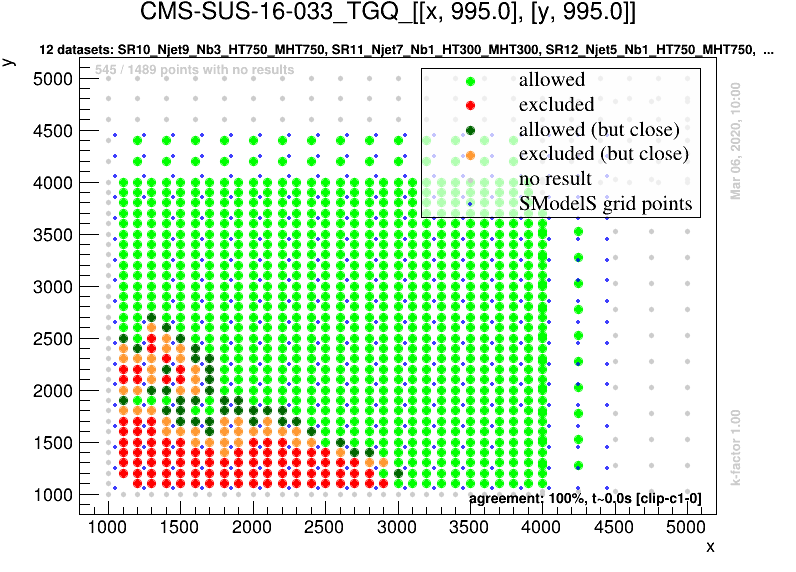 CMS-SUS-16-033_TGQ_[[x, 995.0], [y, 995.0]]
12 datasets: SR10_Njet9_Nb3_HT750_MHT750, SR11_Njet7_Nb1_HT300_MHT300, SR12_Njet5_Nb1_HT750_MHT750, ...
y
545 / 1489 points with no results
allowed
excluded
allowed (but close)
excluded (but close)
no result
SModelS grid points
5000
4500
4000
3500
3000
2500
2000
1500
1000
Mar 06, 2020, 10:00
k-factor 1.00
agreement: 100%, t~0.0s [clip-c1-0]
1000 1500 2000 2500 3000 3500 4000 4500 5000
x